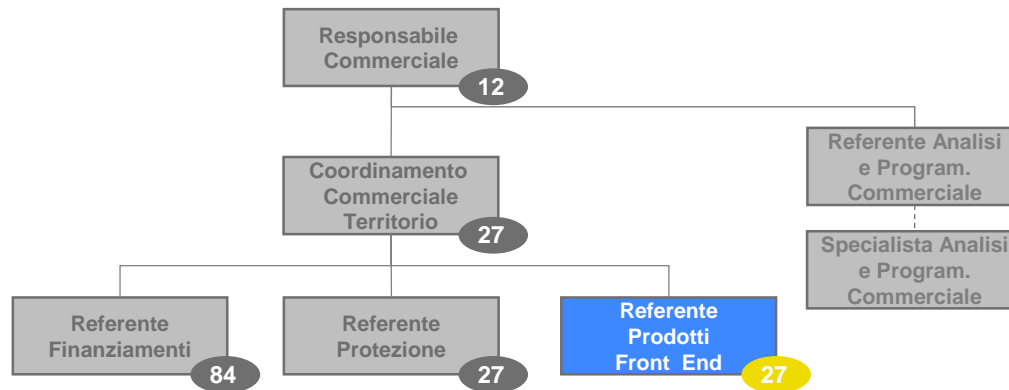 Responsabile
Commerciale
12
Referente Analisi
e Program.
Commerciale
Coordinamento
Commerciale
Territorio
27
Specialista Analisi
e Program.
Commerciale
Referente
Finanziamenti
84
Referente
Protezione
27
Referente
Prodotti
Front End
27